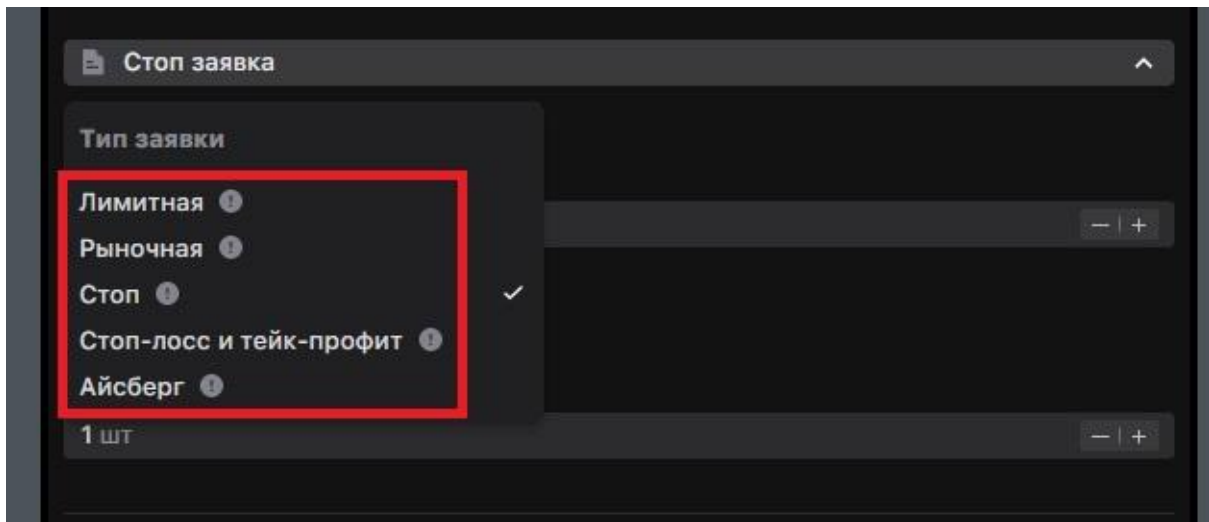 Стоп заявка
Тип заявки
Лимитная
Рыночная
Стоп
Стоп-лосс и тейк-профит
Айсберг
1 шт